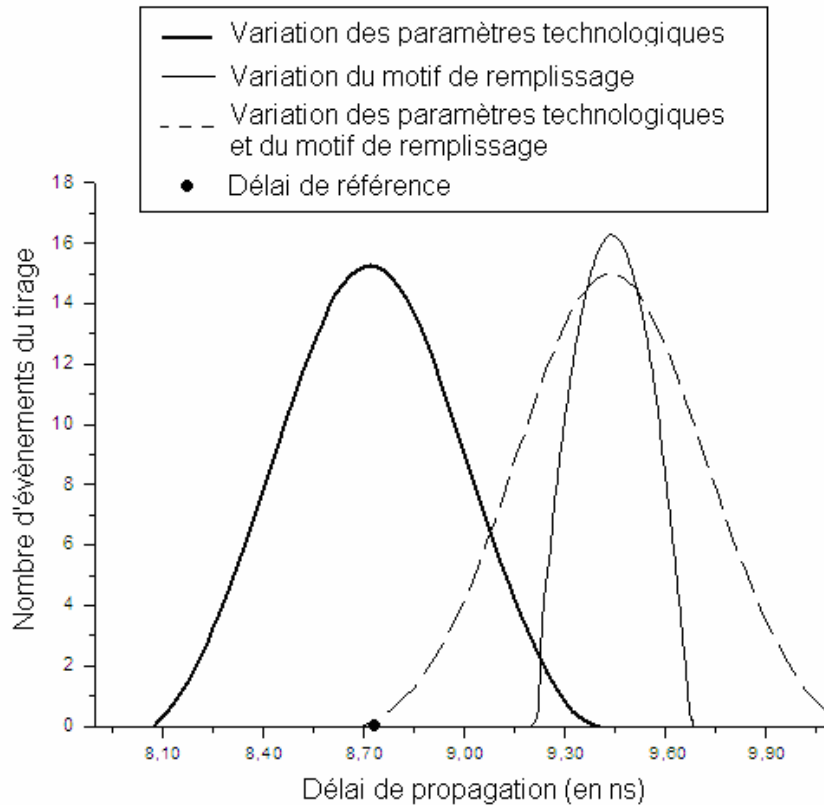 Variation des paramètres technologiques
Variation du motif de remplissage
Variation des paramètres technologiques
et du motif de remplissage
Délai de référence
Nombre d'évènements du tirage
18
16
14
12
10
8
6
4
2
0
8,10 8,40 8,70 9,00 9,30 9,60 9,90
Délai de propagation (en ns)